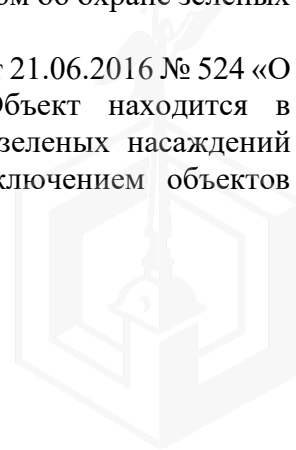 ом об охране зеленых
т 21.06.2016 № 524 «О
Объект находится в
зеленых насаждений
ключением объектов